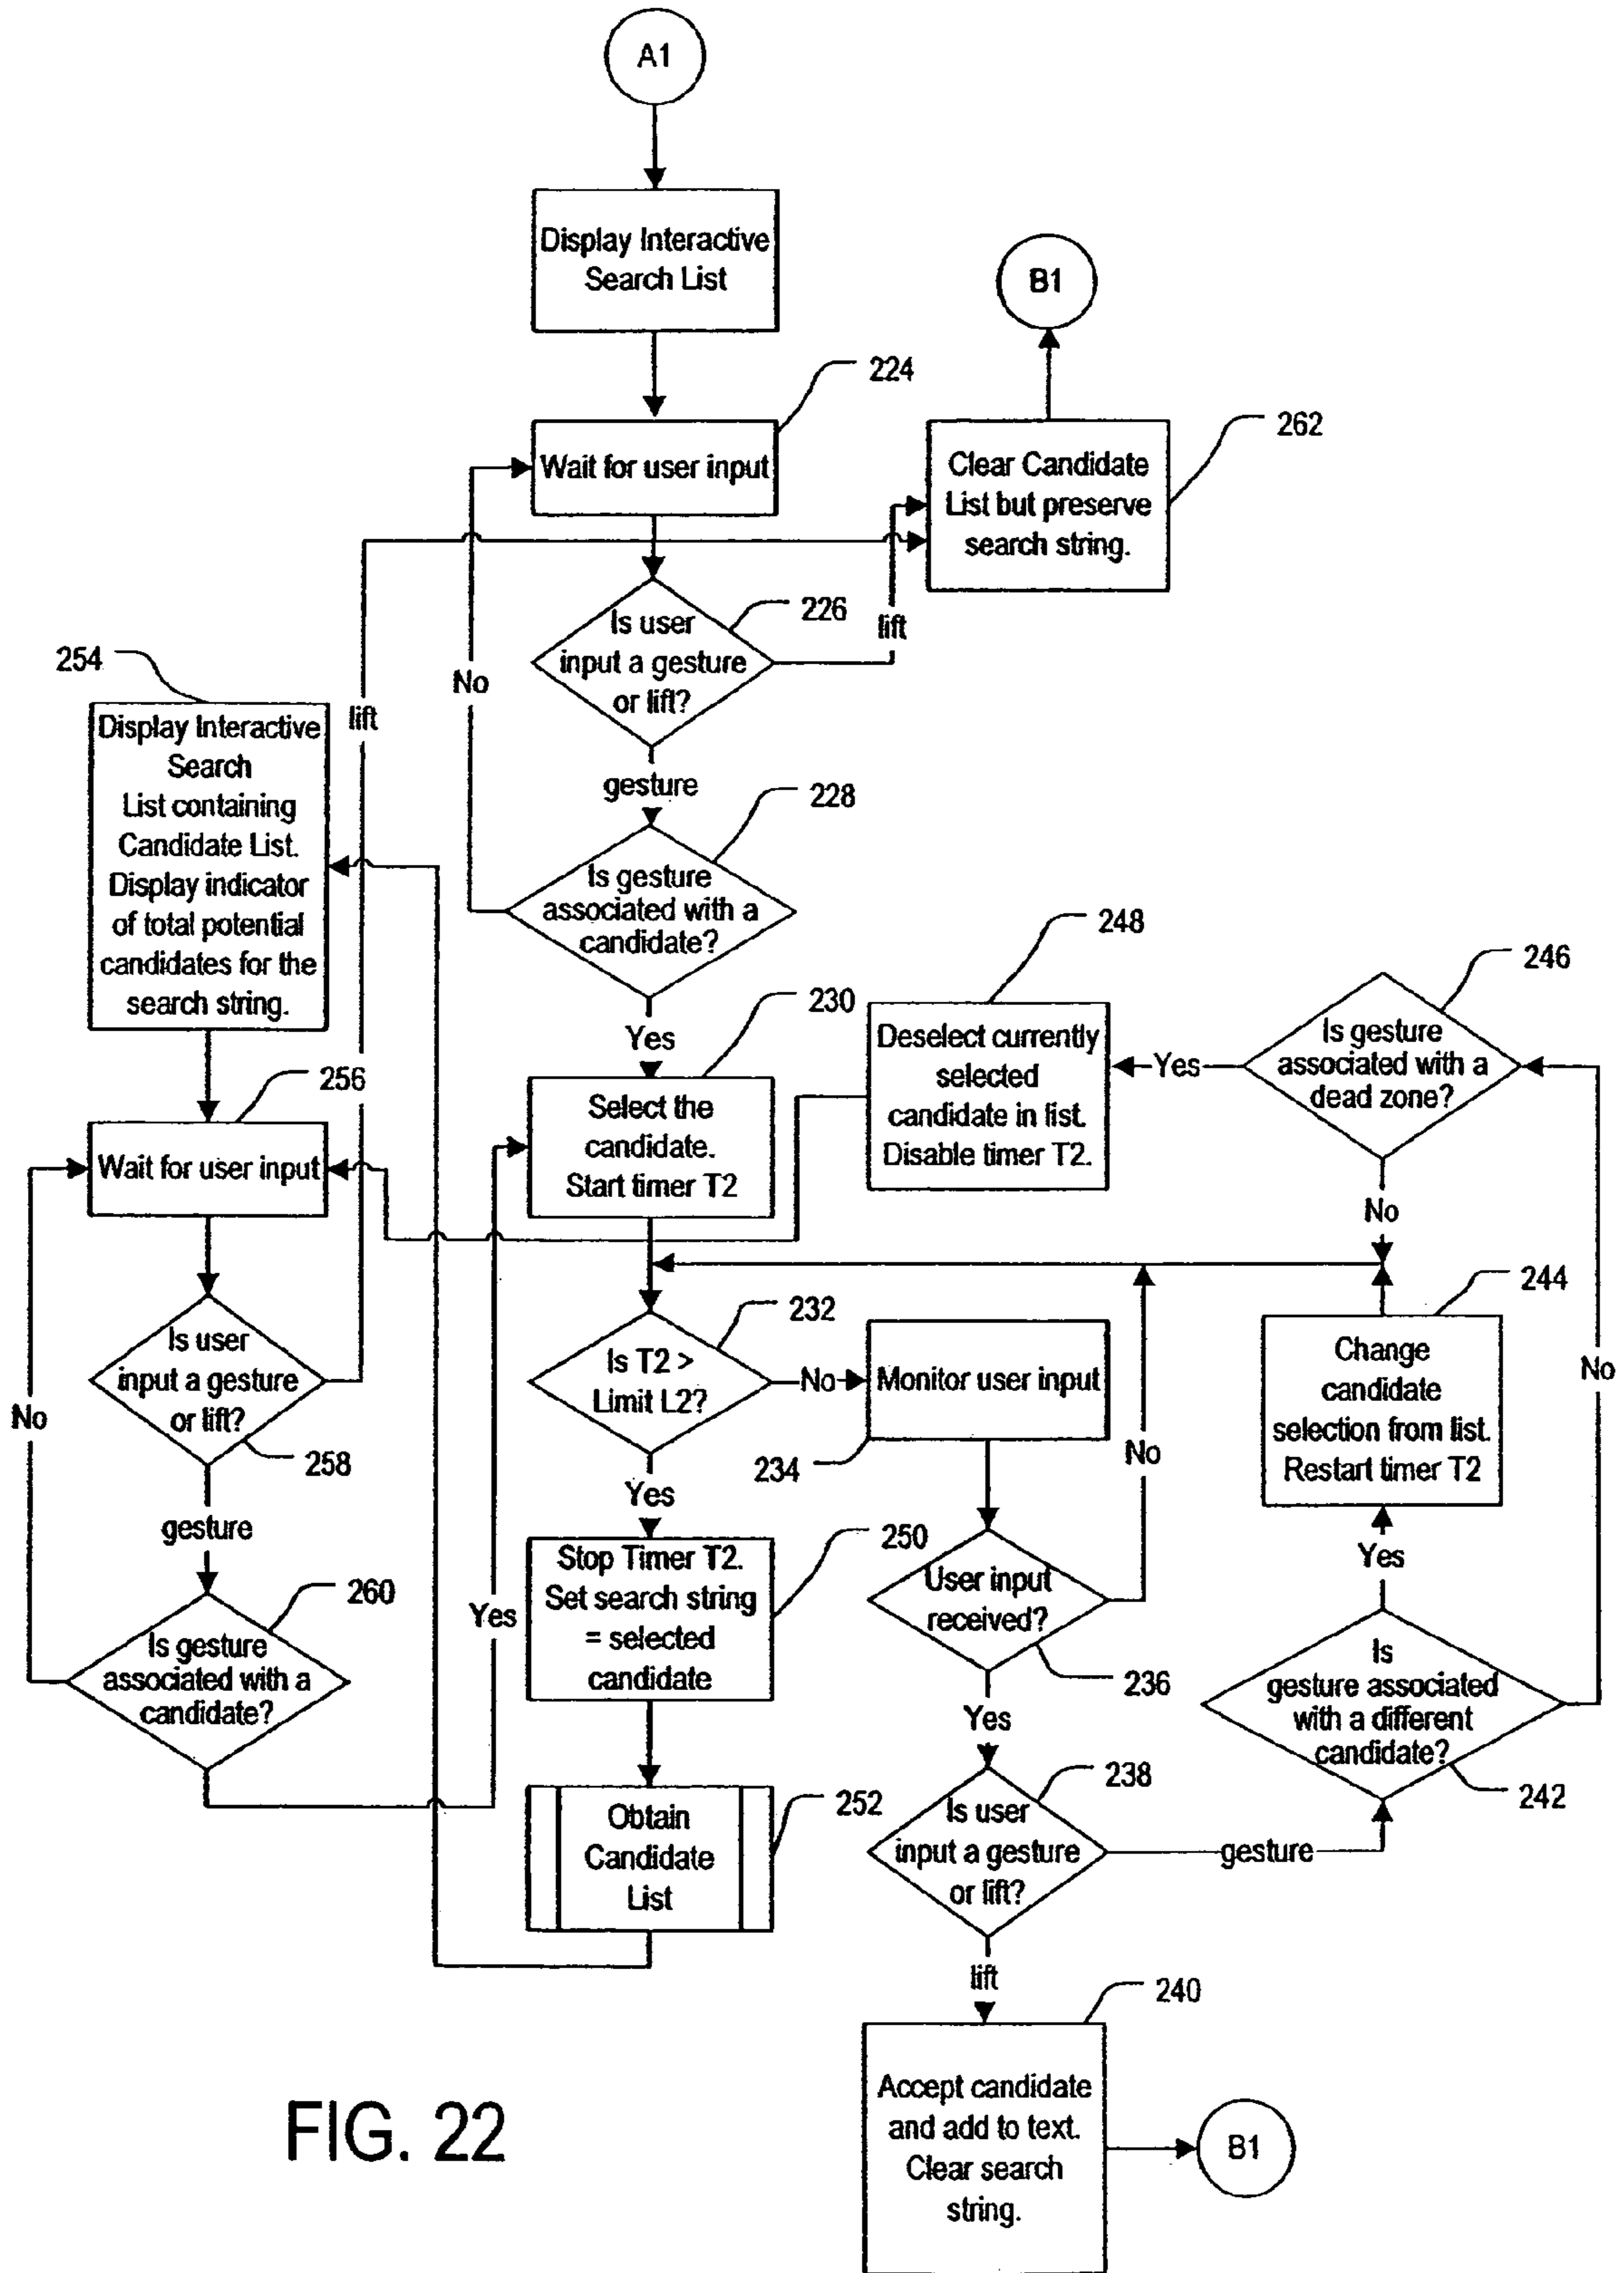 A1
Display Interactive
Search List
B1
224
Wait for user input
262
Clear Candidate
List but preserve
search string.
226
Is user
input a gesture
or lift?
lift
254
No
lift
Display Interactive
Search
List containing
Candidate List.
Display indicator
of total potential
candidates for the
search string.
gesture
228
Is gesture
associated with a
candidate?
248
246
Yes
230
Deselect currently
selected
candidate in list.
Disable timer T2.
Yes
Is gesture
associated with a
dead zone?
256
Select the
candidate.
Start timer T2
Wait for user input
No
244
232
Is user
input a gesture
or lift?
Is T2 >
Limit L2?
No
Monitor user input
Change
candidate
selection from list.
Restart timer T2
No
No
258
234
No
Yes
gesture
250
Stop Timer T2.
Set search string
= selected
candidate
User input
received?
Yes
260
Yes
Is gesture
associated with a
candidate?
236
Is
gesture associated
with a different
candidate?
Yes
238
242
252
Obtain
Candidate
List
Is user
input a gesture
or lift?
gesture
lift
240
Accept candidate
and add to text.
Clear search
string.
B1
FIG. 22